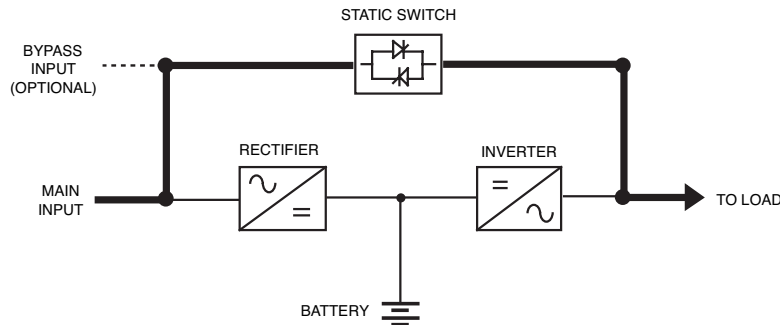 STATIC SWITCH
BYPASS
INPUT
(OPTIONAL)
RECTIFIER
INVERTER
MAIN
INPUT
TO LOAD
BATTERY